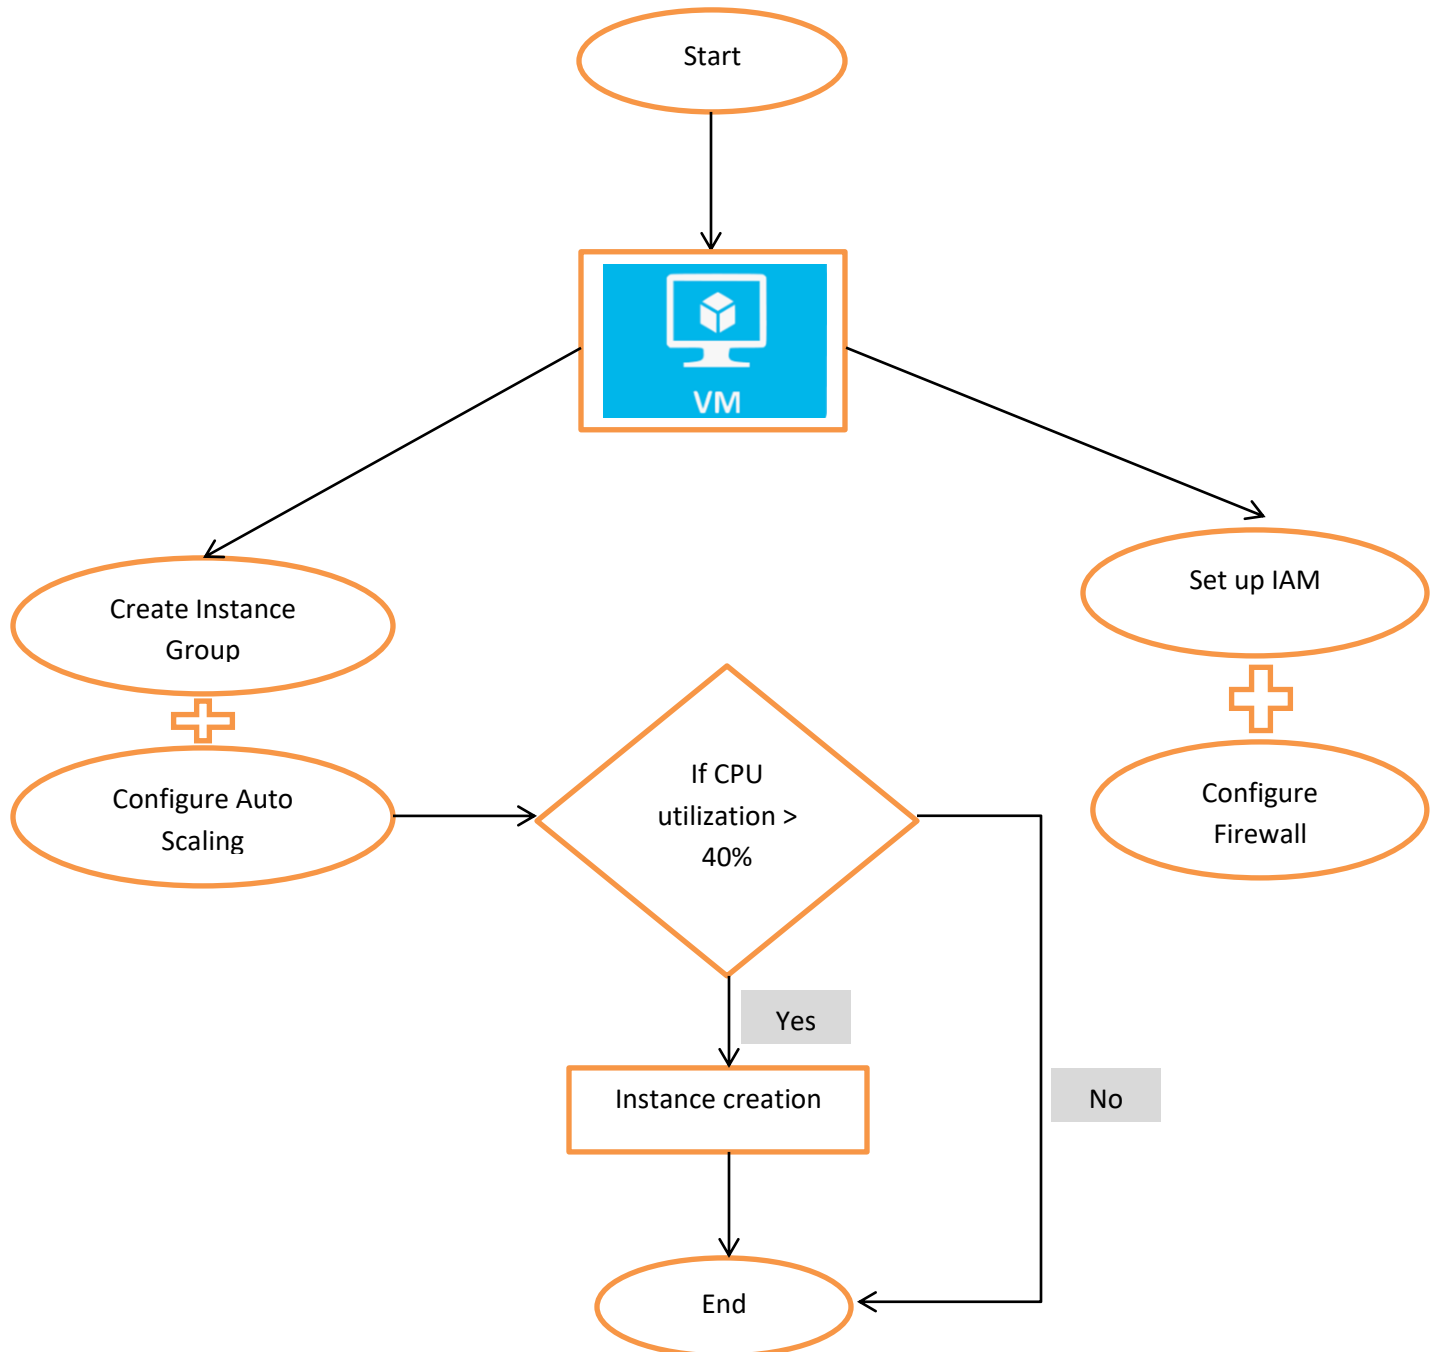 Start
VM
Create Instance
Group
Set up IAM
If CPU
utilization >
40%
Configure Auto
Scaling
Configure
Firewall
Yes
Instance creation
No
End